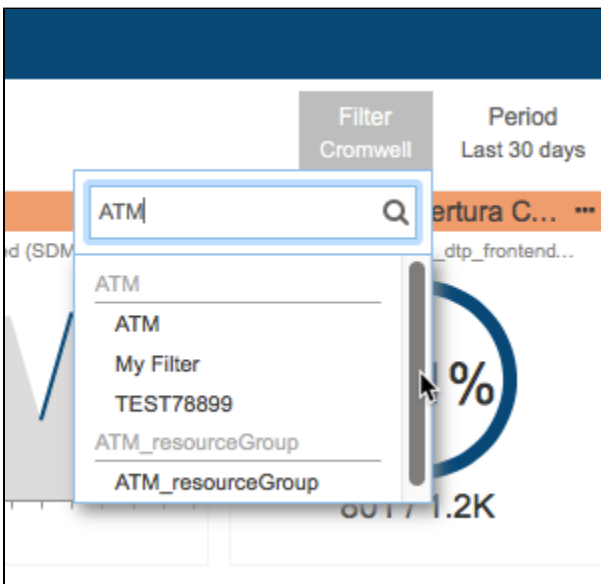 Filter
Period
Cromwell
Last 30 days
ATM
ertura C... ···
ed (SDM
_dtp_frontend...
ATM
ATM
My Filter
TEST78899
%
ATM_resourceGroup
ATM_resourceGroup
1.2K